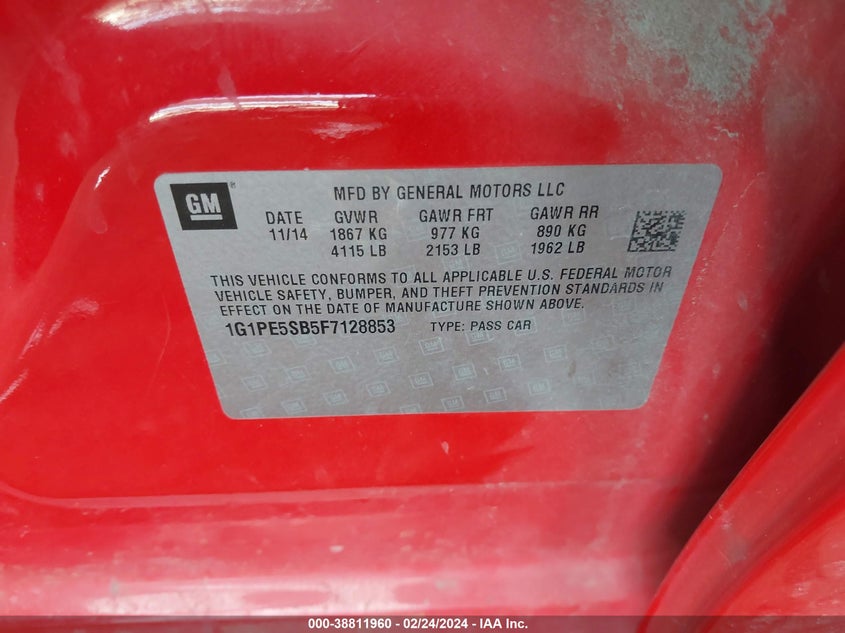 GM
MFD BY GENERAL MOTORS LLC
DATE GVWR GAWR FRT GAWR RR
11/14 1867 KG 977 KG 890 KG
4115 LB 2153 LB 1962 LB
THIS VEHICLE CONFORMS TO ALL APPLICABLE U.S. FEDERAL MOTOR
VEHICLE SAFETY, BUMPER, AND THEFT PREVENTION STANDARDS IN
EFFECT ON THE DATE OF MANUFACTURE SHOWN ABOVE.
1G1PE5SB5F7128853 TYPE: PASS CAR
000-38811960 - 02/24/2024 - IAA Inc.